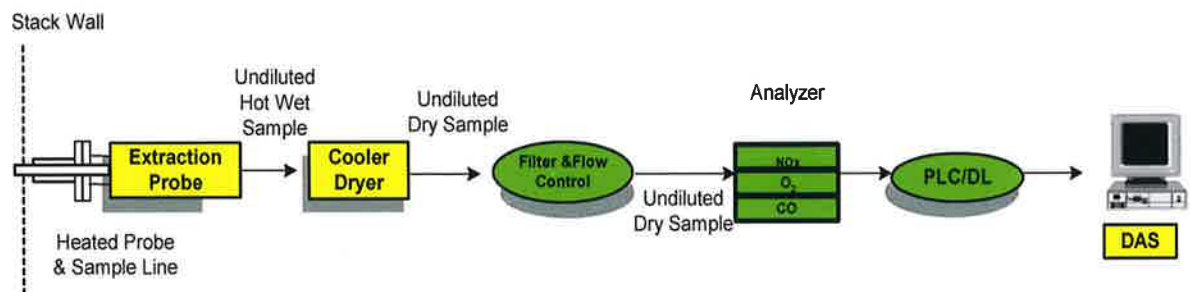 Stack Wall
Undiluted
Hot Wet
Sample
Undiluted
Dry Sample
Analyzer
Extraction
Probe
Cooler
Dryer
Filter &Flow
Control
NOx
O2
CO
PLC/DL
Undiluted
Dry Sample
Heated Probe
& Sample Line
DAS